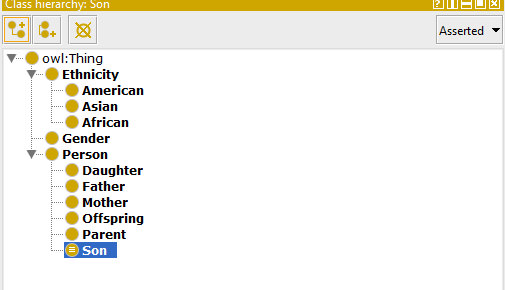 Class hierarchy: Son
Asserted
owl:Thing
Ethnicity
American
Asian
African
Gender
Person
Daughter
Father
Mother
Offspring
Parent
Son